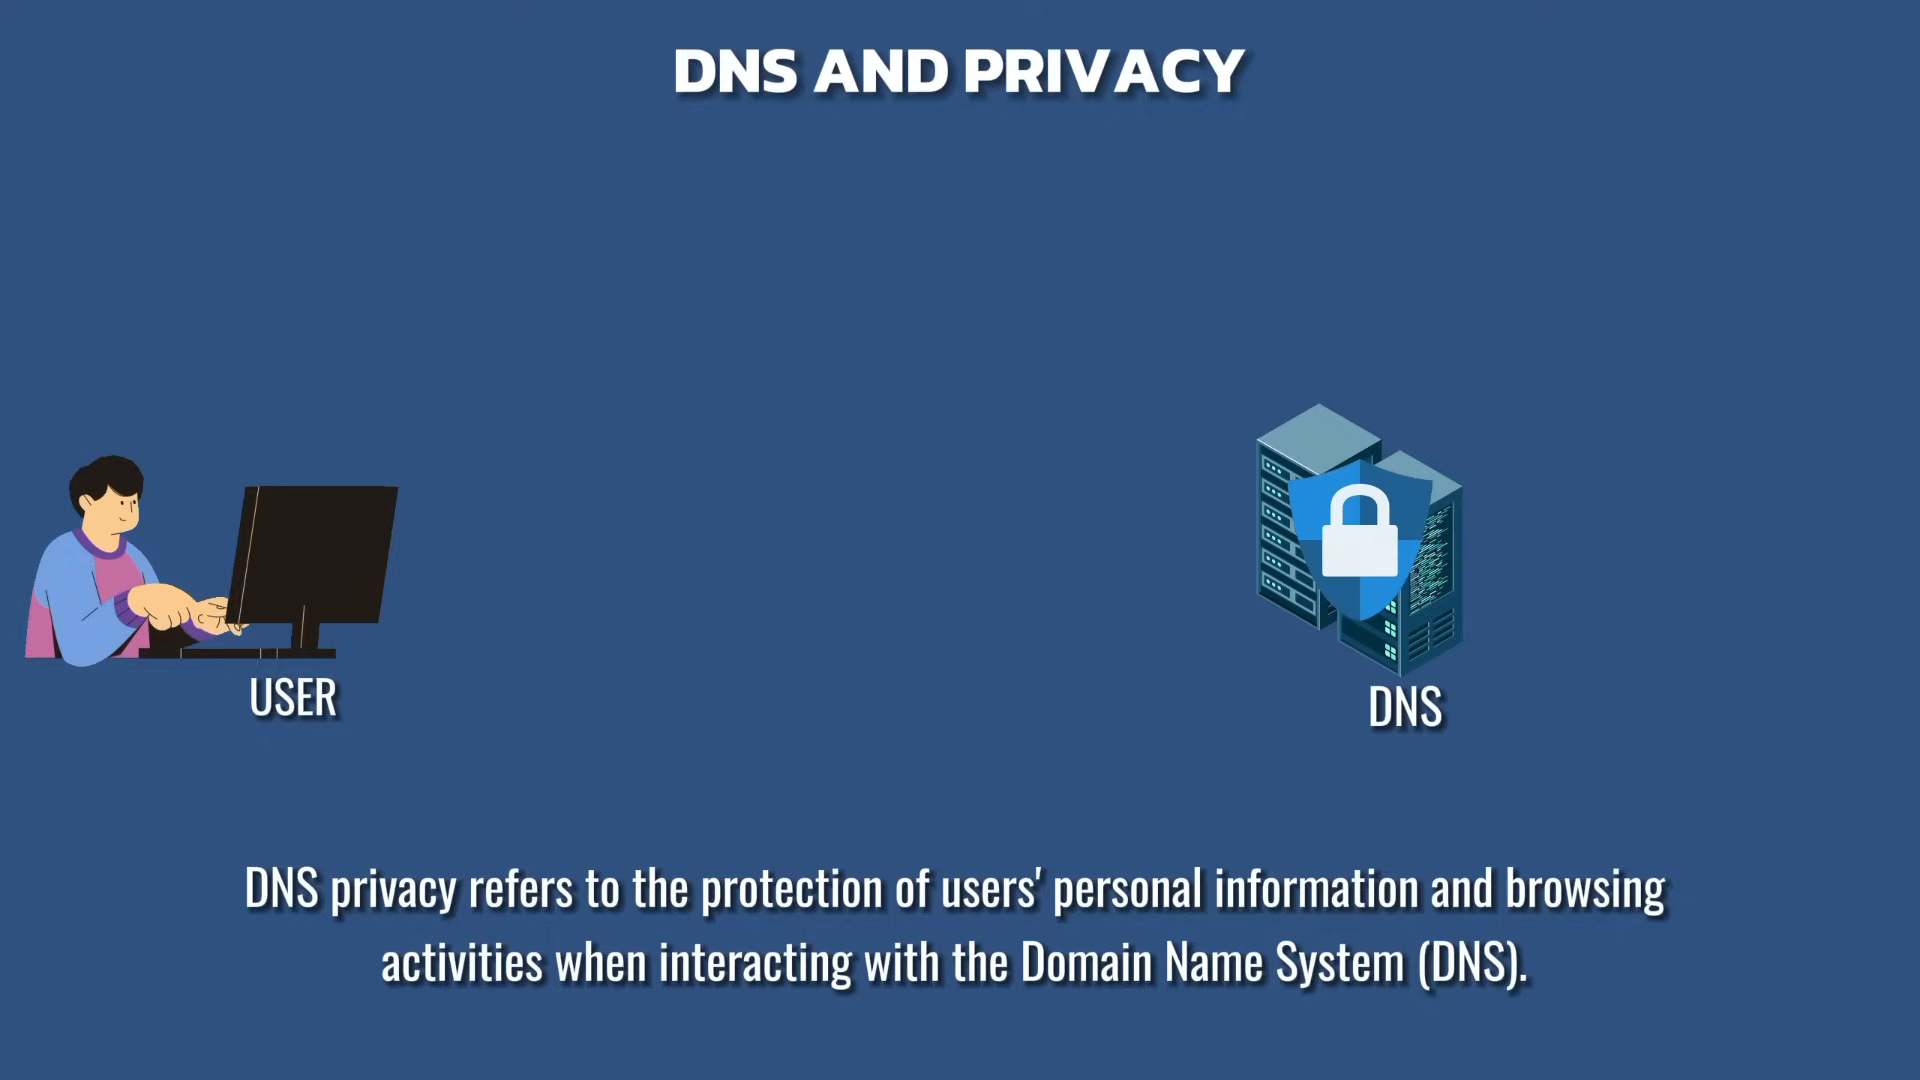 DNS AND PRIVACY
USER
DNS
DNS privacy refers to the protection of users' personal information and browsing
activities when interacting with the Domain Name System (DNS).